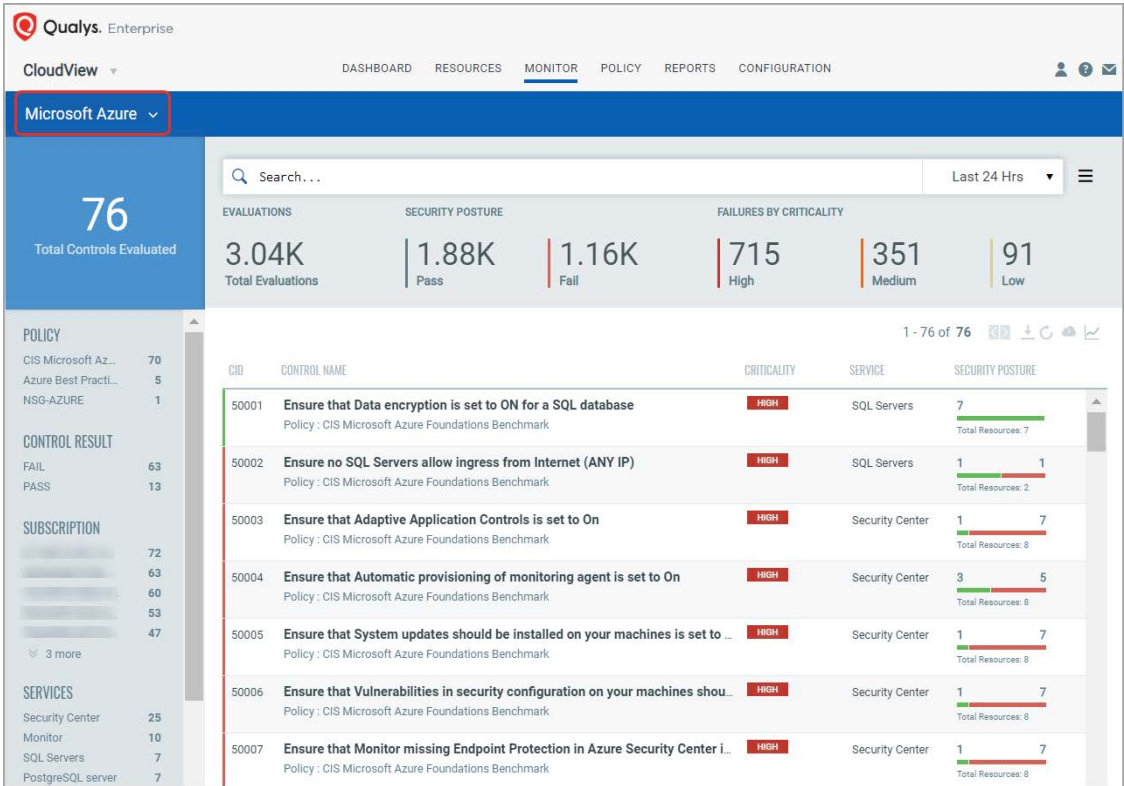 Qualys. Enterprise
CloudView
DASHBOARD RESOURCES MONITOR POLICY REPORTS CONFIGURATION
Microsoft Azure
76
Total Controls Evaluated
Search...
Last 24 Hrs
EVALUATIONS SECURITY POSTURE FAILURES BY CRITICALITY
3.04K 1.88K 1.16K 715 351 91
Total Evaluations Pass Fail High Medium Low
POLICY
CIS Microsoft Az... 70
Azure Best Practi... 5
NSG-AZURE 1
CONTROL RESULT
FAIL 63
PASS 13
SUBSCRIPTION
72
63
60
53
47
3 more
SERVICES
Security Center 25
Monitor 10
SQL Servers 7
PostgreSQL server 7
1 - 76 of 76
CID CONTROL NAME CRITICALITY SERVICE SECURITY POSTURE
50001 Ensure that Data encryption is set to ON for a SQL database HIGH SQL Servers 7
Policy : CIS Microsoft Azure Foundations Benchmark
Total Resources: 7
50002 Ensure no SQL Servers allow ingress from Internet (ANY IP) HIGH SQL Servers 1 1
Policy : CIS Microsoft Azure Foundations Benchmark
Total Resources: 2
50003 Ensure that Adaptive Application Controls is set to On HIGH Security Center 1 7
Policy : CIS Microsoft Azure Foundations Benchmark
Total Resources: 8
50004 Ensure that Automatic provisioning of monitoring agent is set to On HIGH Security Center 3 5
Policy : CIS Microsoft Azure Foundations Benchmark
Total Resources: 8
50005 Ensure that System updates should be installed on your machines is set to ... HIGH Security Center 1 7
Policy : CIS Microsoft Azure Foundations Benchmark
Total Resources: 8
50006 Ensure that Vulnerabilities in security configuration on your machines shou... HIGH Security Center 1 7
Policy : CIS Microsoft Azure Foundations Benchmark
Total Resources: 8
50007 Ensure that Monitor missing Endpoint Protection in Azure Security Center i... HIGH Security Center 1 7
Policy : CIS Microsoft Azure Foundations Benchmark
Total Resources: 8